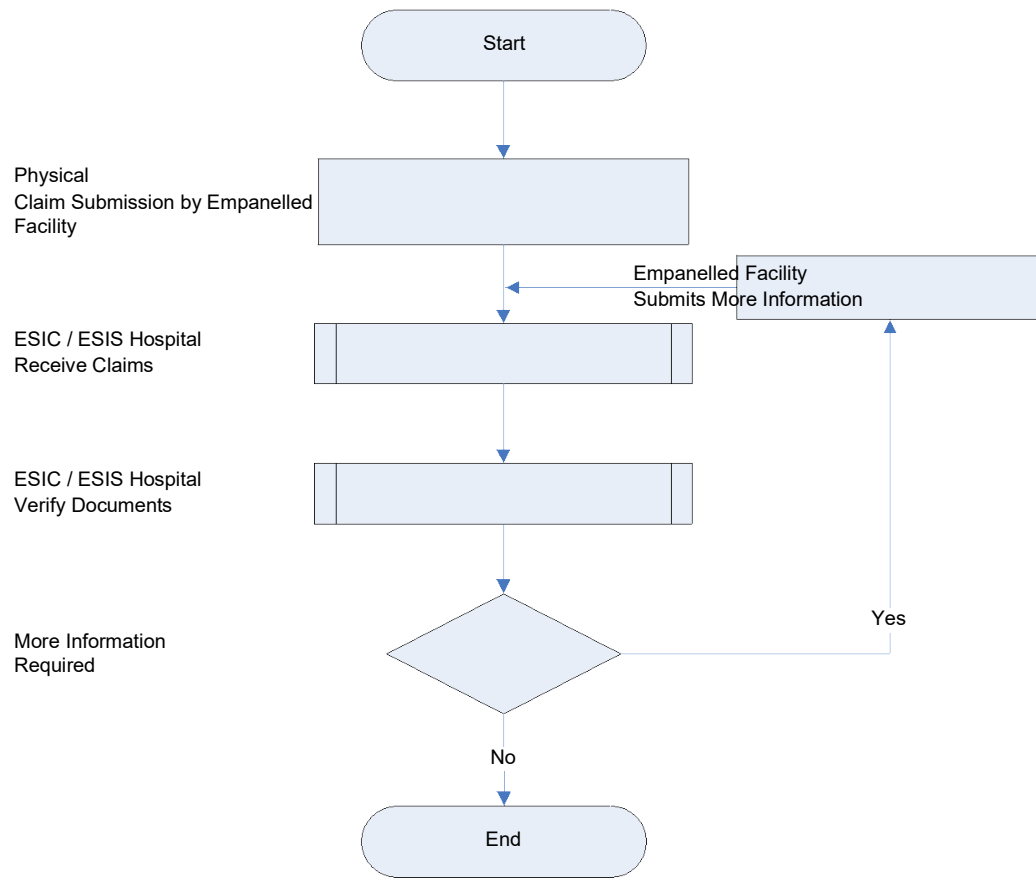 Start
Physical
Claim Submission by Empanelled
Facility
Empanelled Facility
Submits More Information
ESIC / ESIS Hospital
Receive Claims
ESIC / ESIS Hospital
Verify Documents
Yes
More Information
Required
No
End